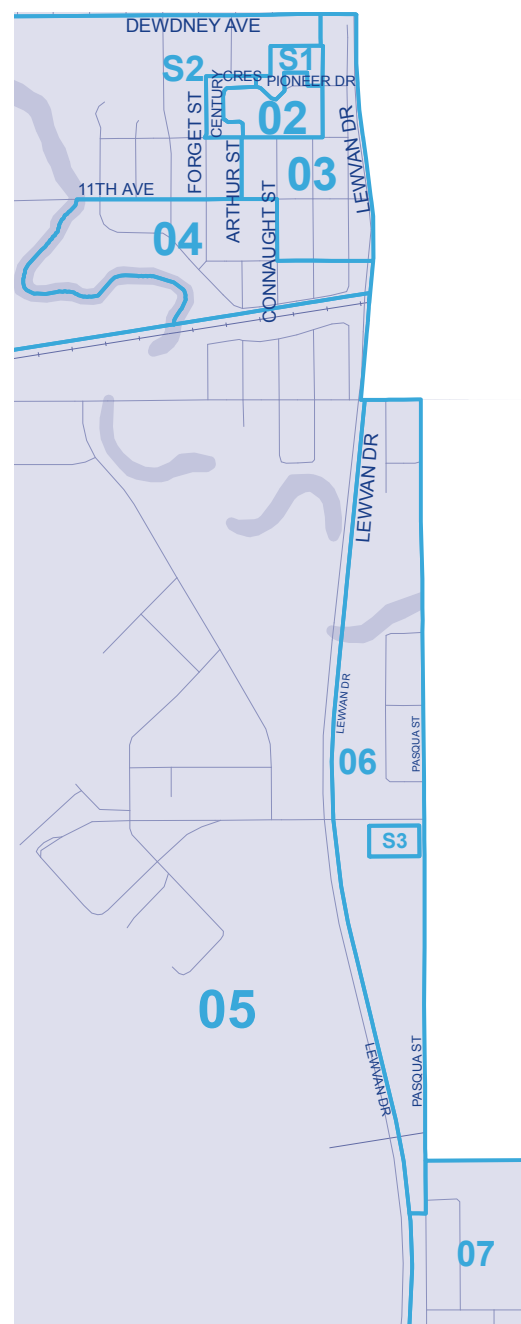 DEWDNEY AVE
S1
S2
CENTURY CRES
PIONEER DR
FORGET ST
02
LEWVAN DR
ARTHUR ST
03
11TH AVE
CONNAUGHT ST
04
LEWVAN DR
LEWVAN DR
PASQUA ST
06
S3
05
LEWVAN DR
PASQUA ST
07